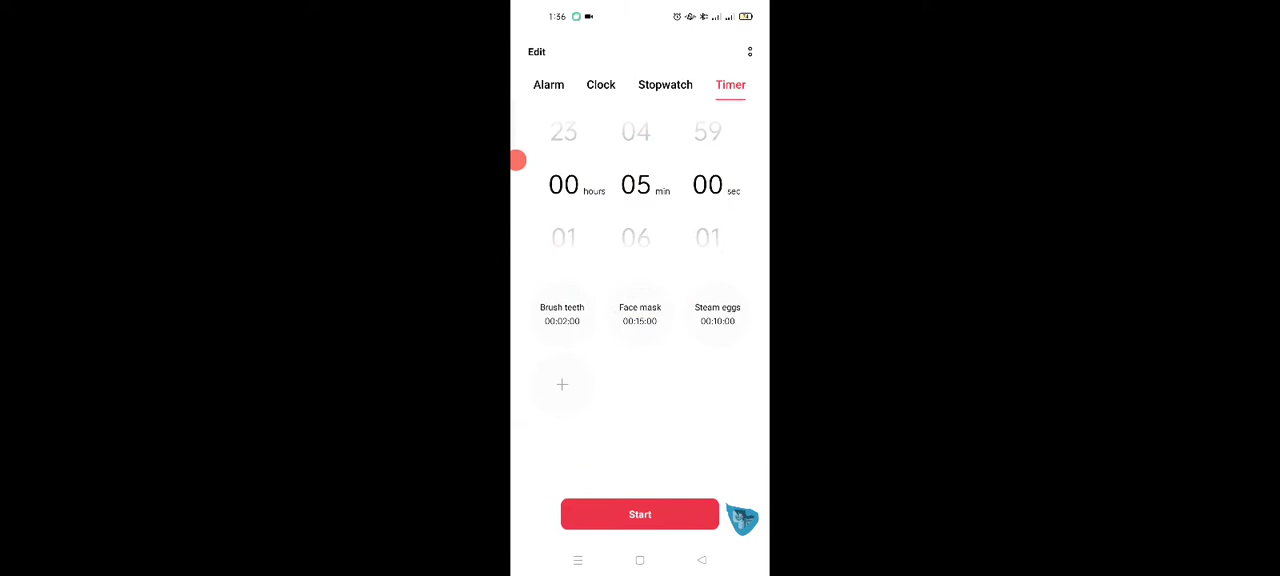 1:36 74
Edit
Alarm Clock Stopwatch Timer
23 04 59
00 hours 05 min 00 sec
01 06 01
Brush teeth Face mask Steam eggs
00:02:00 00:15:00 00:10:00
+
Start